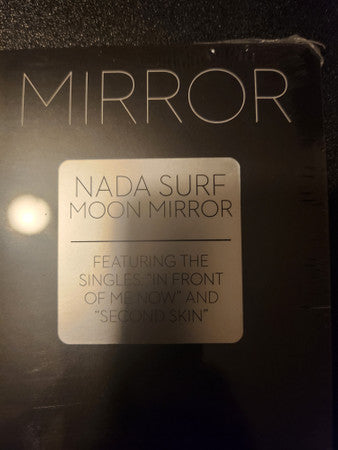 MIRROR
NADA SURF
MOON MIRROR
FEATURING THE
SINGLES, "IN FRONT
OF ME NOW" AND
"SECOND SKIN"